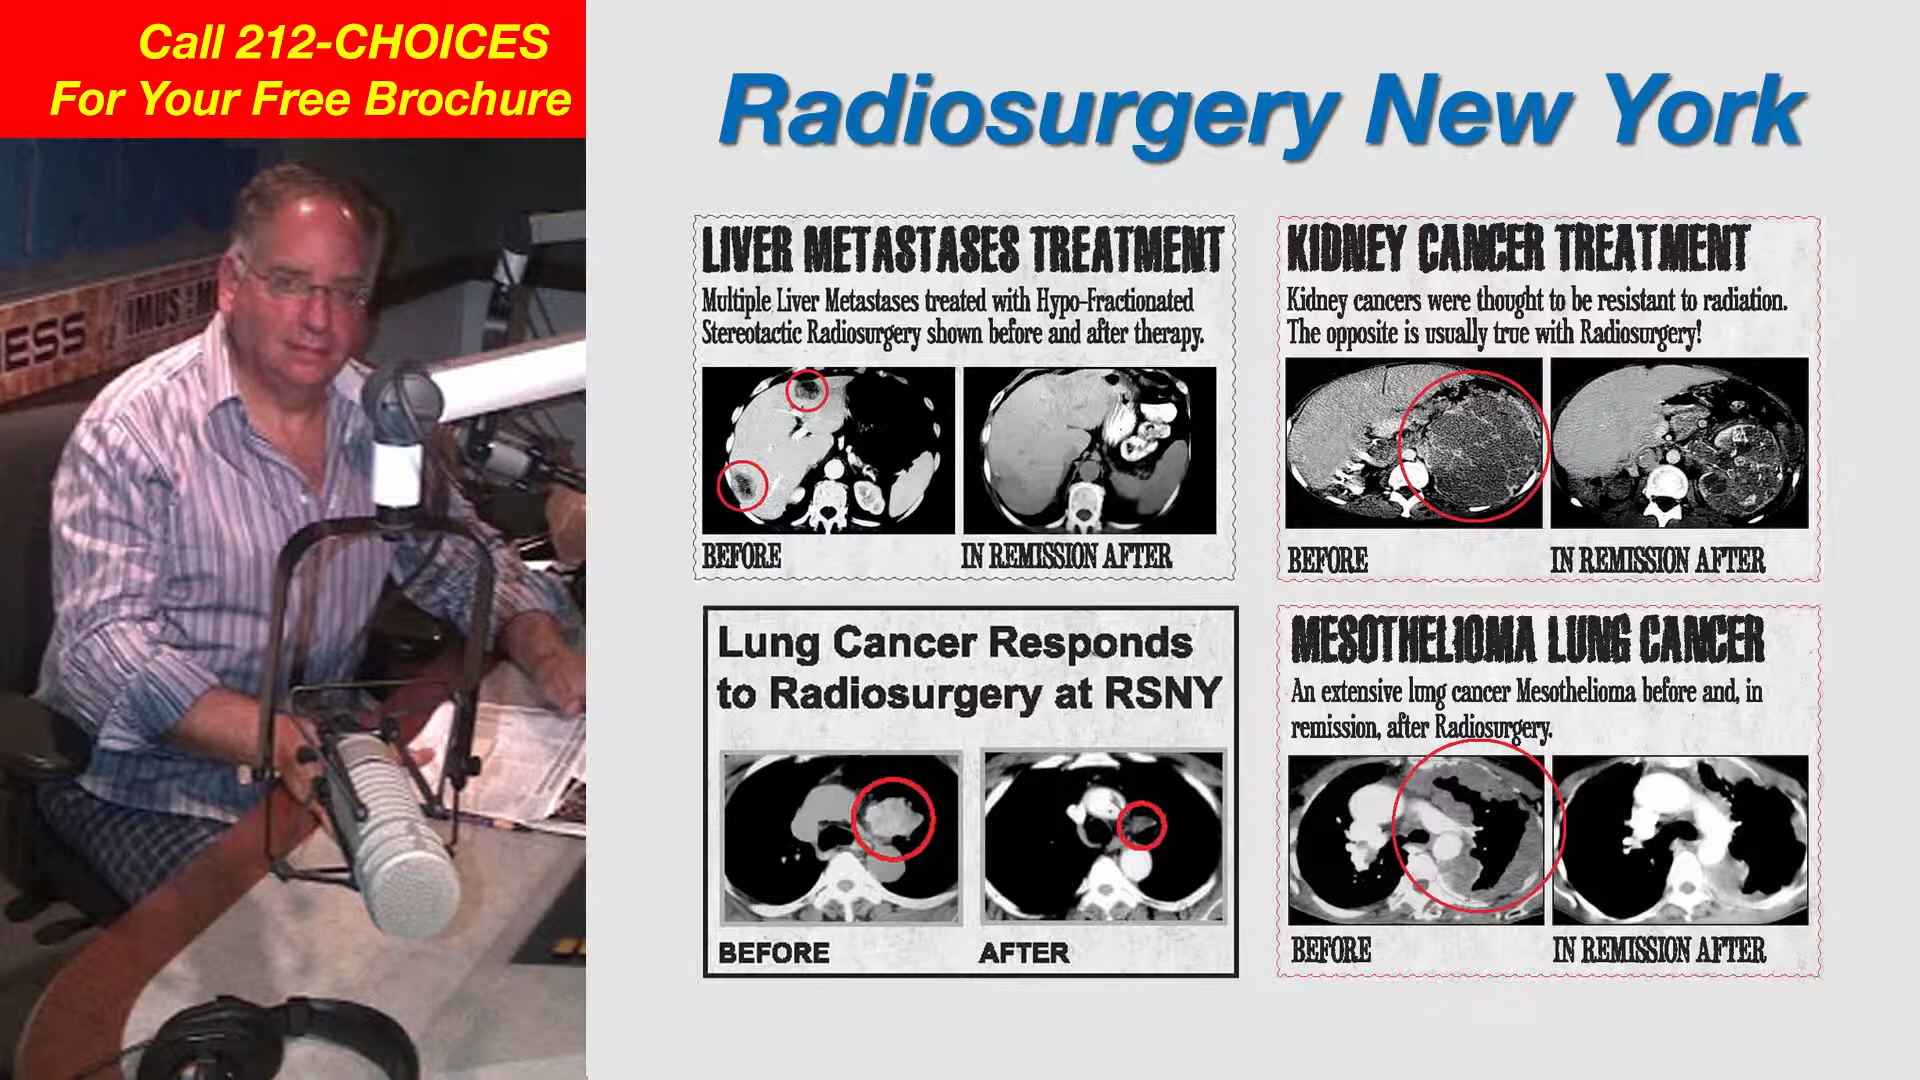 Call 212-CHOICES
For Your Free Brochure
Radiosurgery New York
LIVER METASTASES TREATMENT
Multiple Liver Metastases treated with Hypo-Fractionated
Stereotactic Radiosurgery shown before and after therapy.
BEFORE
IN REMISSION AFTER
KIDNEY CANCER TREATMENT
Kidney cancers were thought to be resistant to radiation.
The opposite is usually true with Radiosurgery!
BEFORE
IN REMISSION AFTER
Lung Cancer Responds
to Radiosurgery at RSNY
BEFORE
AFTER
MESOTHELIOMA LUNG CANCER
An extensive lung cancer Mesothelioma before and, in
remission, after Radiosurgery.
BEFORE
IN REMISSION AFTER
NESS
IMUS